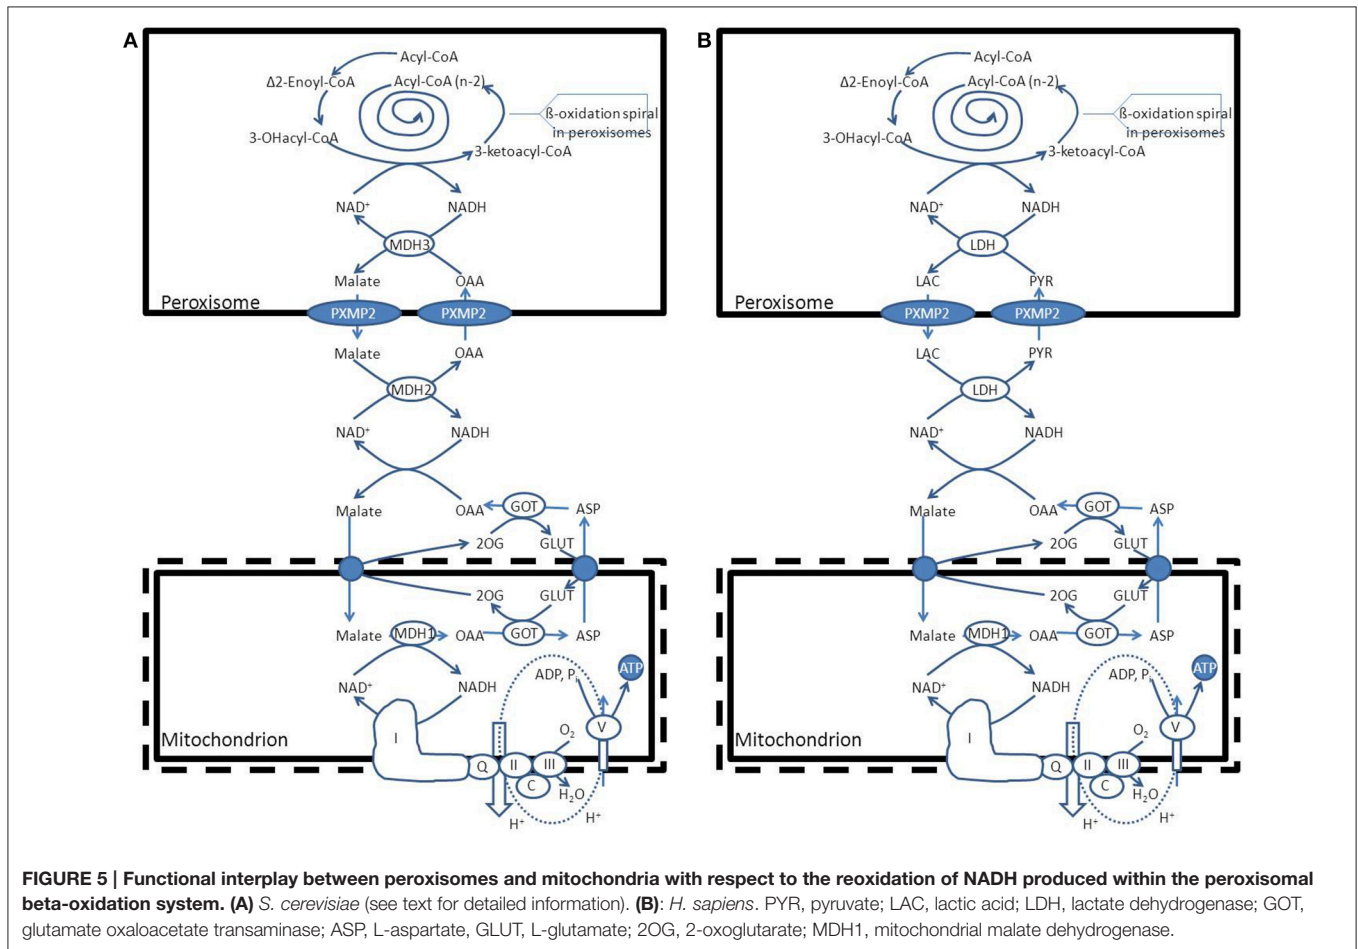 A
Acyl-CoA
Δ2-Enoyl-CoA
Acyl-CoA (n-2)
ß-oxidation spiral
in peroxisomes
3-OHacyl-CoA
3-ketoacyl-CoA
NAD⁺
NADH
MDH3
Malate
OAA
Peroxisome
PXMP2
PXMP2
Malate
OAA
MDH2
NAD⁺
NADH
Malate
OAA
GOT
ASP
2OG
GLUT
2OG
GLUT
Malate
MDH1
OAA
GOT
ASP
ADP, Pi
ATP
NAD⁺
NADH
I
V
O₂
Mitochondrion
Q
II
III
C
H₂O
H⁺
H⁺
B
Acyl-CoA
Δ2-Enoyl-CoA
Acyl-CoA (n-2)
ß-oxidation spiral
in peroxisomes
3-OHacyl-CoA
3-ketoacyl-CoA
NAD⁺
NADH
LDH
LAC
PYR
Peroxisome
PXMP2
PXMP2
LAC
PYR
LDH
NAD⁺
NADH
Malate
OAA
GOT
ASP
2OG
GLUT
2OG
GLUT
Malate
MDH1
OAA
GOT
ASP
ADP, Pi
ATP
NAD⁺
NADH
I
V
O₂
Mitochondrion
Q
II
III
C
H₂O
H⁺
H⁺
FIGURE 5 | Functional interplay between peroxisomes and mitochondria with respect to the reoxidation of NADH produced within the peroxisomal
beta-oxidation system. (A) S. cerevisiae (see text for detailed information). (B): H. sapiens. PYR, pyruvate; LAC, lactic acid; LDH, lactate dehydrogenase; GOT,
glutamate oxaloacetate transaminase; ASP, L-aspartate, GLUT, L-glutamate; 2OG, 2-oxoglutarate; MDH1, mitochondrial malate dehydrogenase.